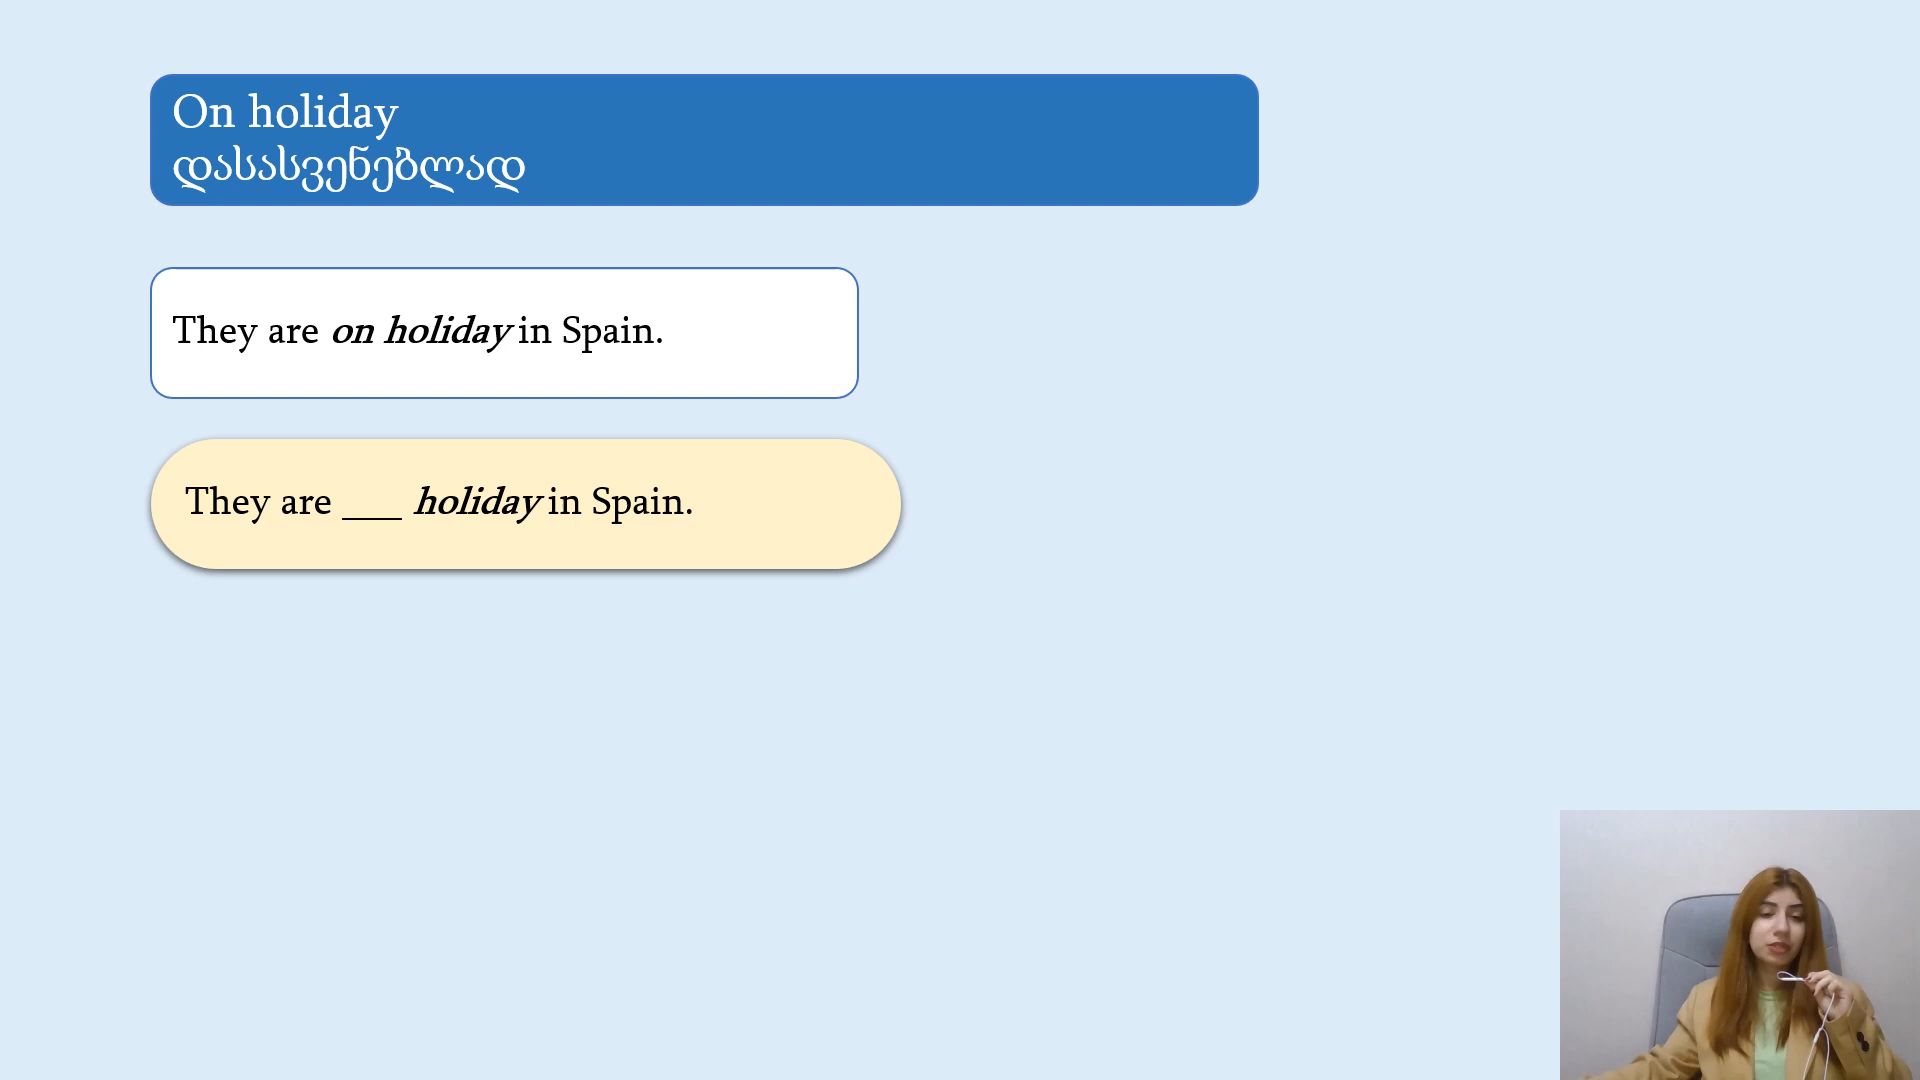 On holiday
დასასვენებლად
They are on holiday in Spain.
They are ___ holiday in Spain.